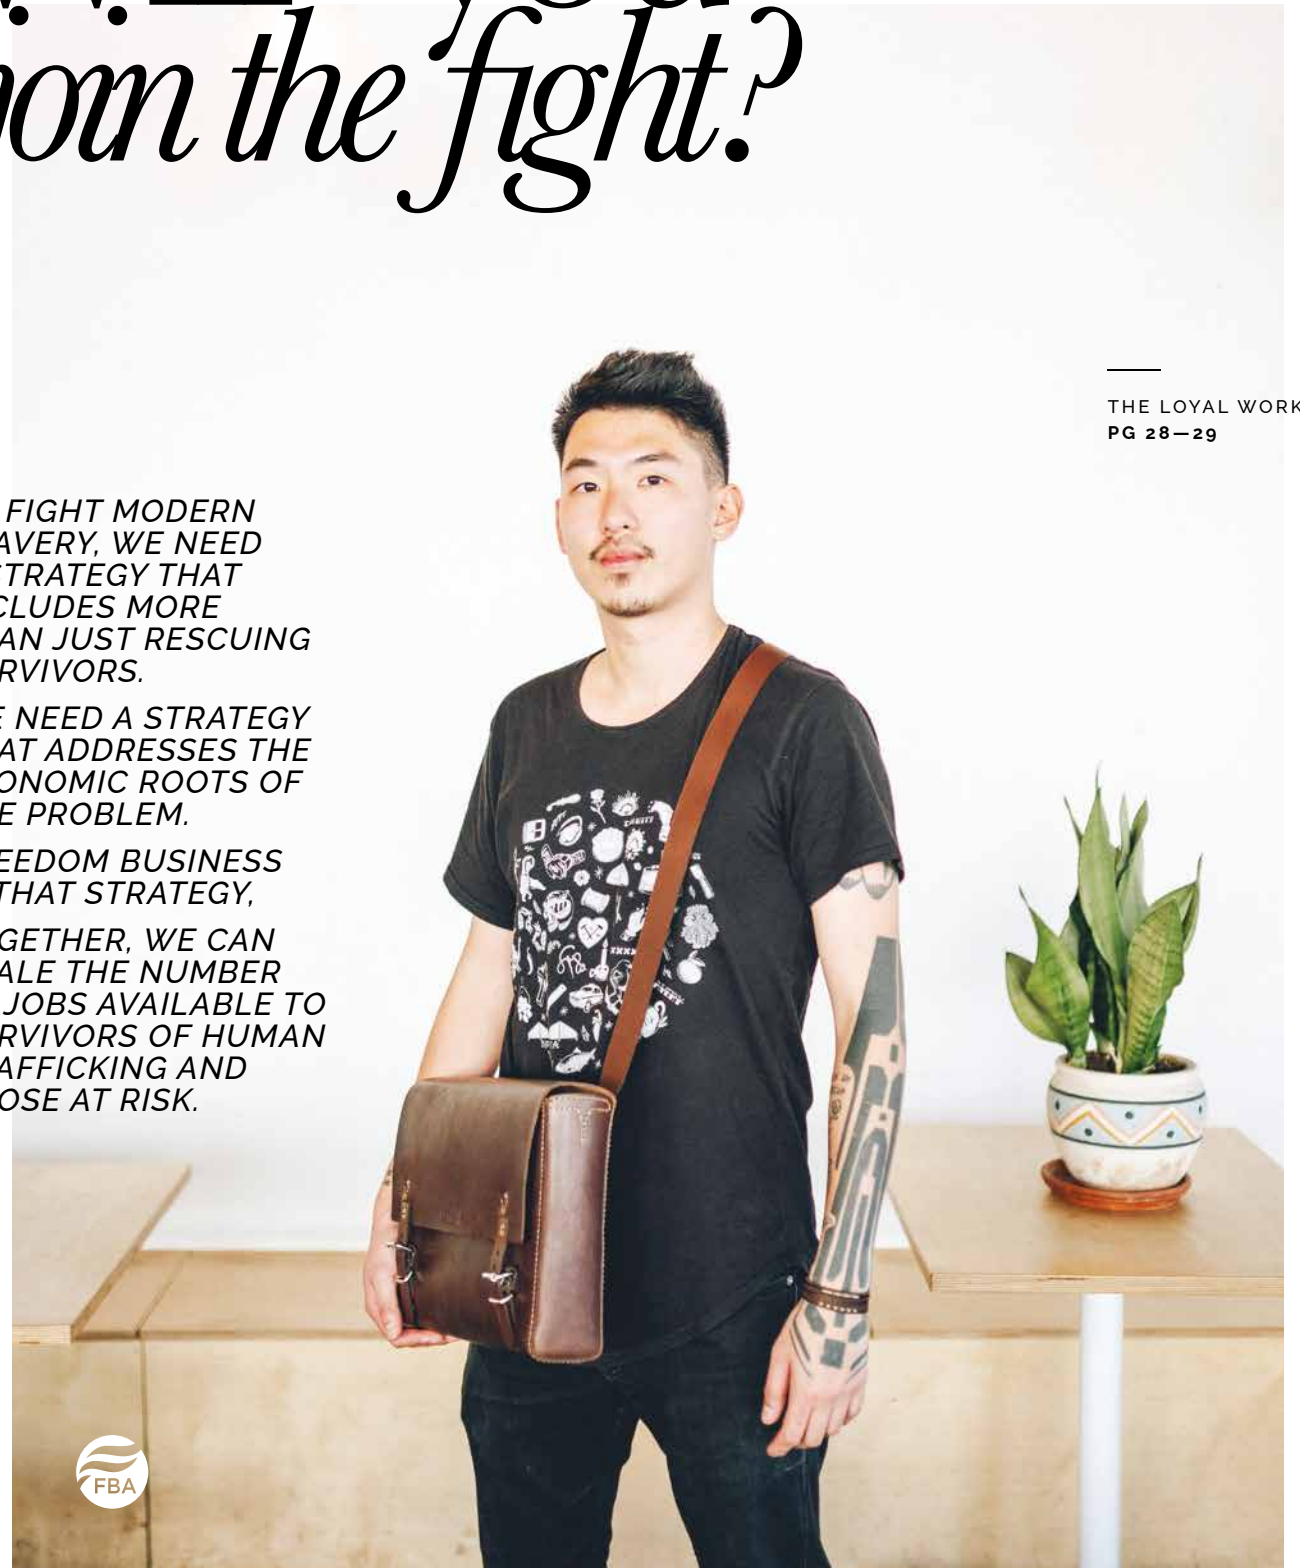 join the fight?
THE LOYAL WORK
PG 28—29
FIGHT MODERN
AVERY, WE NEED
STRATEGY THAT
CLUDES MORE
AN JUST RESCUING
RVIVORS.
E NEED A STRATEGY
AT ADDRESSES THE
ONOMIC ROOTS OF
E PROBLEM.
EEDOM BUSINESS
THAT STRATEGY,
GETHER, WE CAN
ALE THE NUMBER
JOBS AVAILABLE TO
RVIVORS OF HUMAN
AFFICKING AND
OSE AT RISK.
FBA